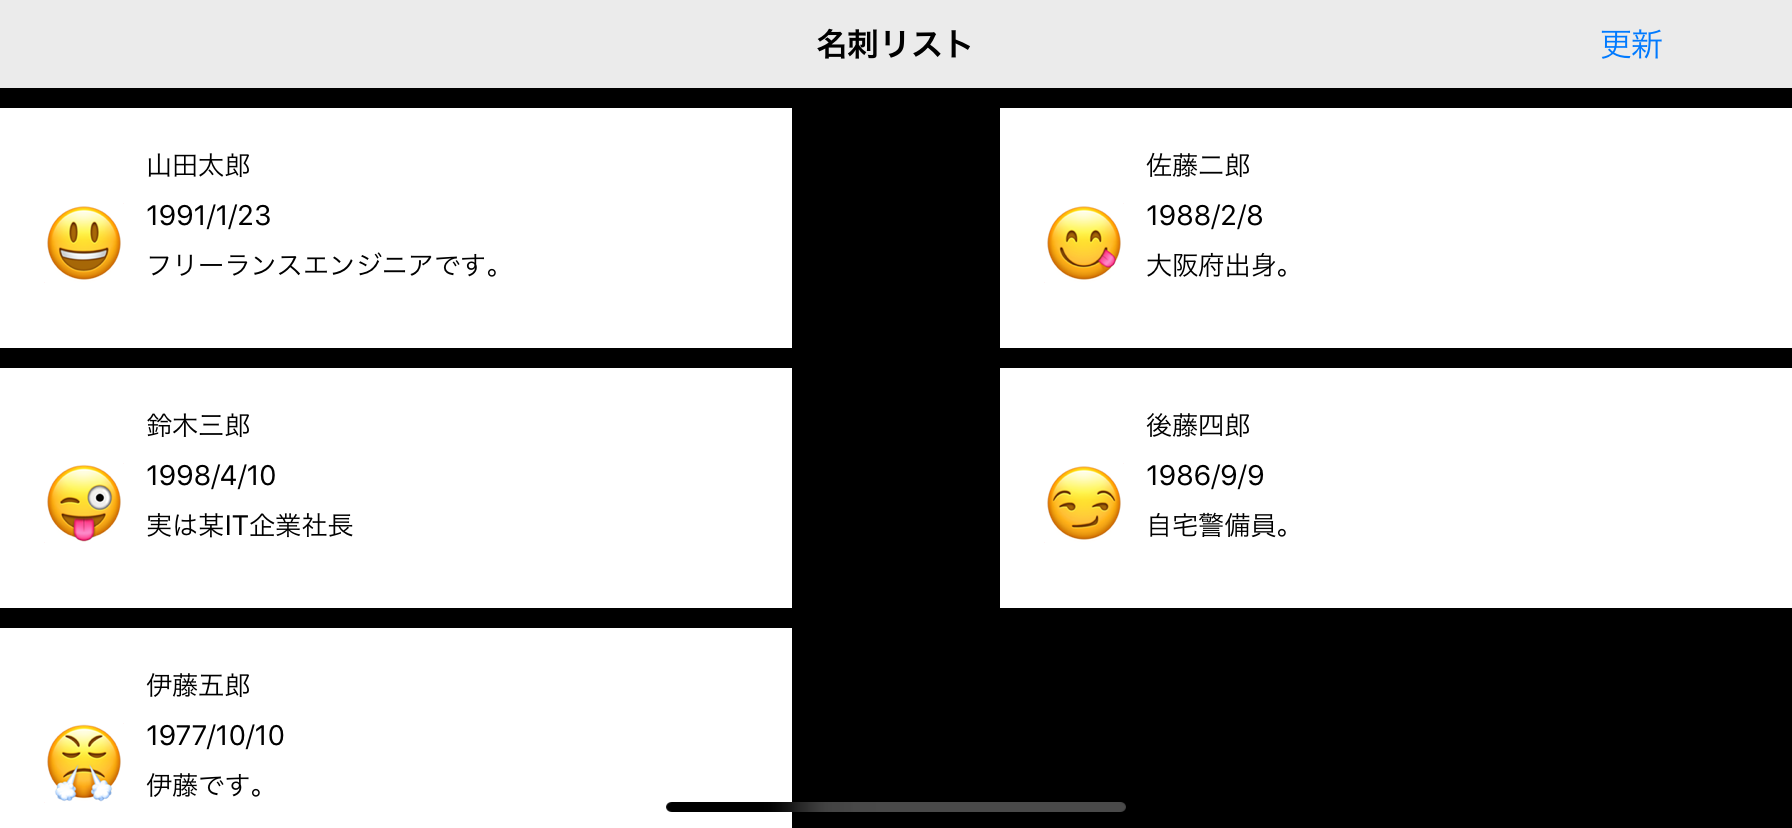 名刺リスト
更新
山田太郎
1991/1/23
フリーランスエンジニアです。
佐藤二郎
1988/2/8
大阪府出身。
鈴木三郎
1998/4/10
実は某IT企業社長
後藤四郎
1986/9/9
自宅警備員。
伊藤五郎
1977/10/10
伊藤です。